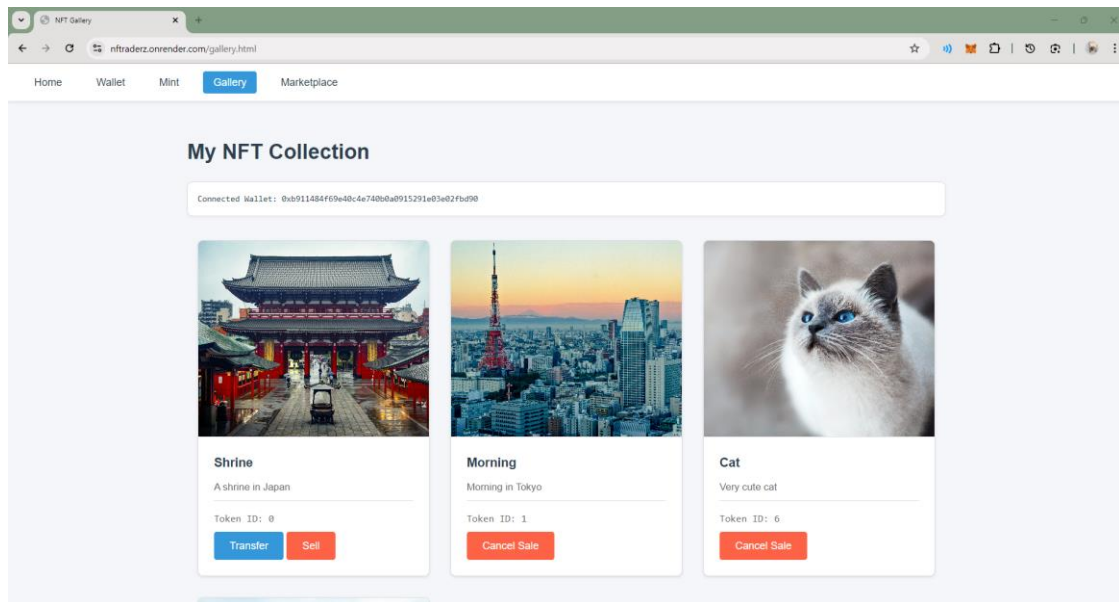 NFT Gallery
nftraderz.onrender.com/gallery.html
Home Wallet Mint Gallery Marketplace
My NFT Collection
Connected Wallet: 0xb911484f69e40c4e740b0a0915291e03e02fbd90
Shrine
A shrine in Japan
Token ID: 0
Transfer Sell
Morning
Morning in Tokyo
Token ID: 1
Cancel Sale
Cat
Very cute cat
Token ID: 6
Cancel Sale